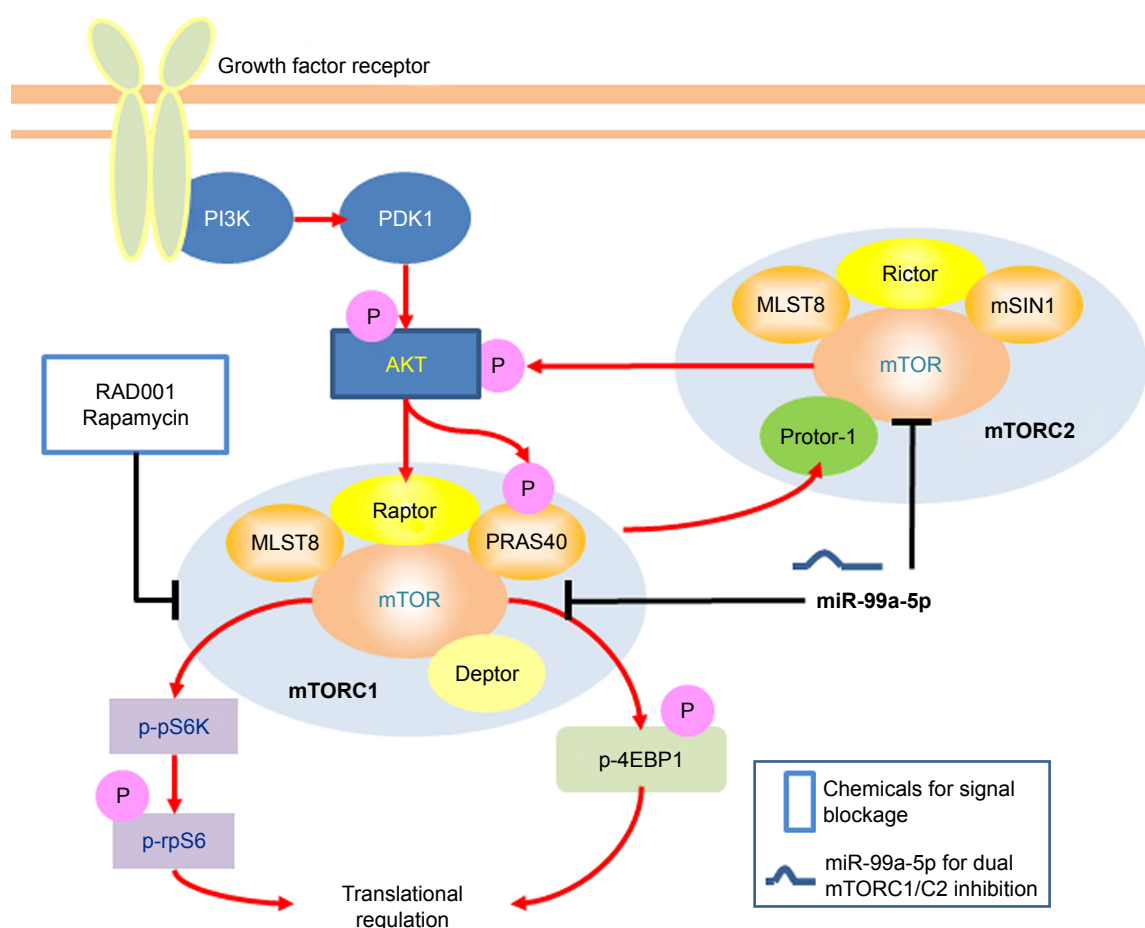 Growth factor receptor
PI3K
PDK1
P
AKT
P
MLST8
Rictor
mSIN1
mTOR
Protor-1
mTORC2
RAD001
Rapamycin
P
MLST8
Raptor
PRAS40
mTOR
Deptor
mTORC1
miR-99a-5p
p-pS6K
P
p-rpS6
P
p-4EBP1
Translational
regulation
Chemicals for signal
blockage
miR-99a-5p for dual
mTORC1/C2 inhibition